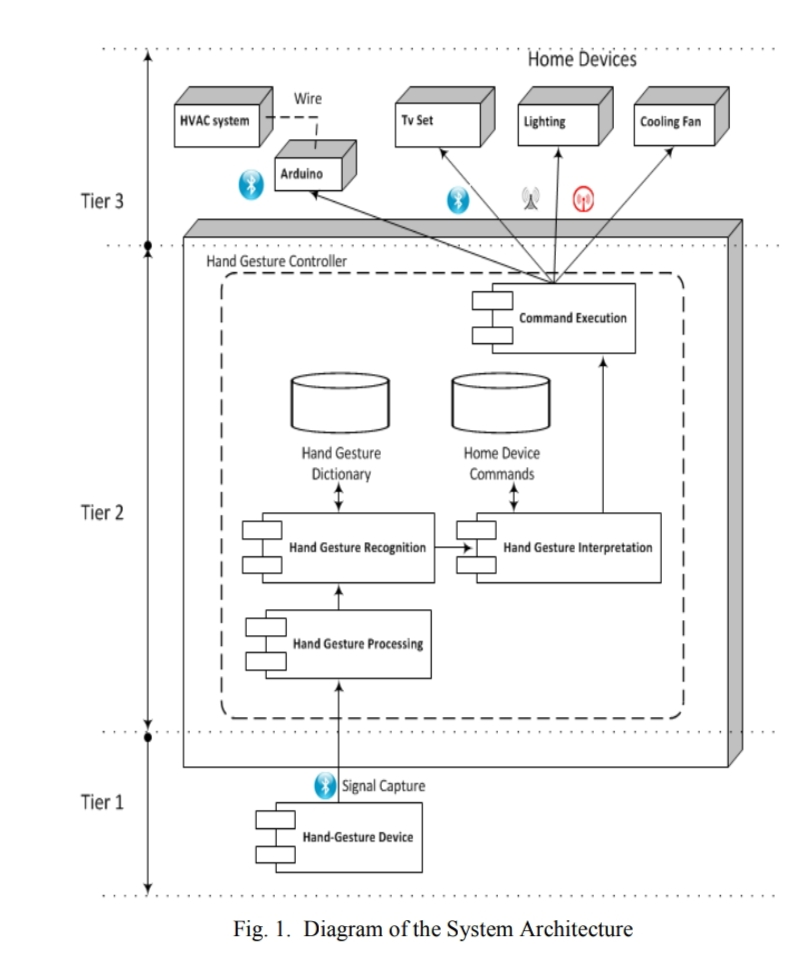 Home Devices
Wire
HVAC system
Tv Set
Lighting
Cooling Fan
Arduino
Tier 3
Hand Gesture Controller
Command Execution
Hand Gesture
Dictionary
Home Device
Commands
Tier 2
Hand Gesture Recognition
Hand Gesture Interpretation
Hand Gesture Processing
Signal Capture
Tier 1
Hand-Gesture Device
Fig. 1. Diagram of the System Architecture